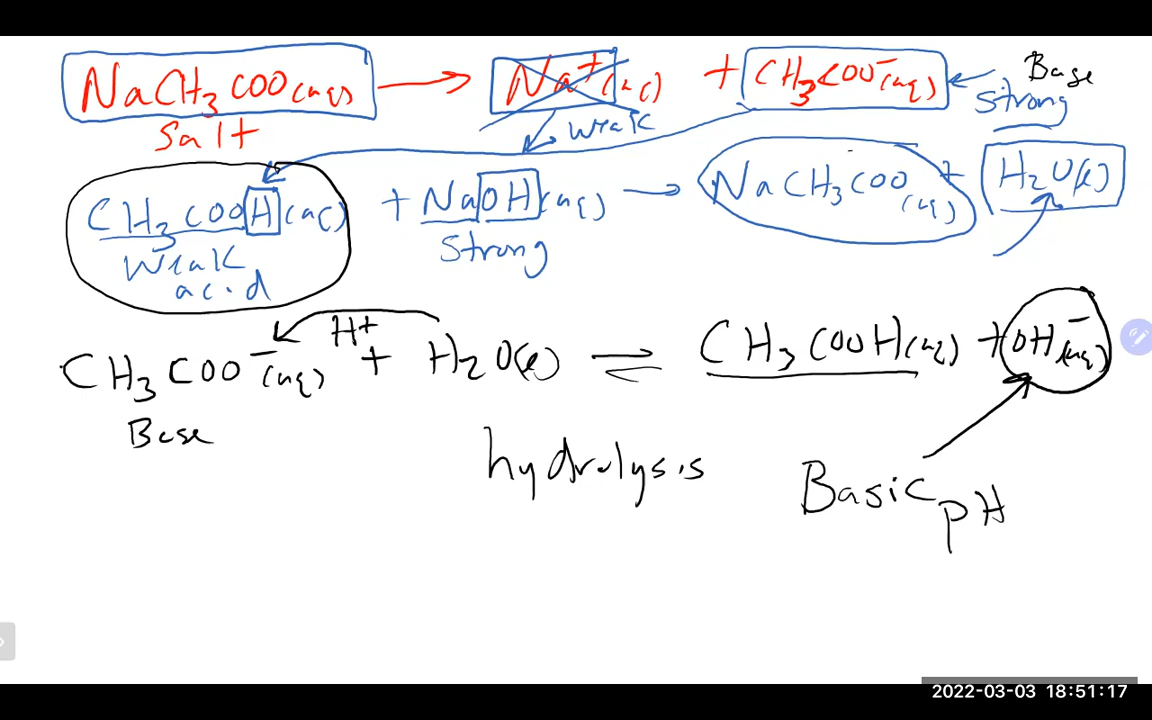 NaCH3COO(aq) → Na+(aq) + CH3COO-(aq) Base
Salt Weak Strong
CH3COOH(aq) + NaOH(aq) → NaCH3COO(aq) + H2O(l)
Weak acid Strong
CH3COO-(aq) + H2O(l) ⇌ CH3COOH(aq) + OH-(aq)
H+
Base
hydrolysis
Basic pH
2022-03-03 18:51:17